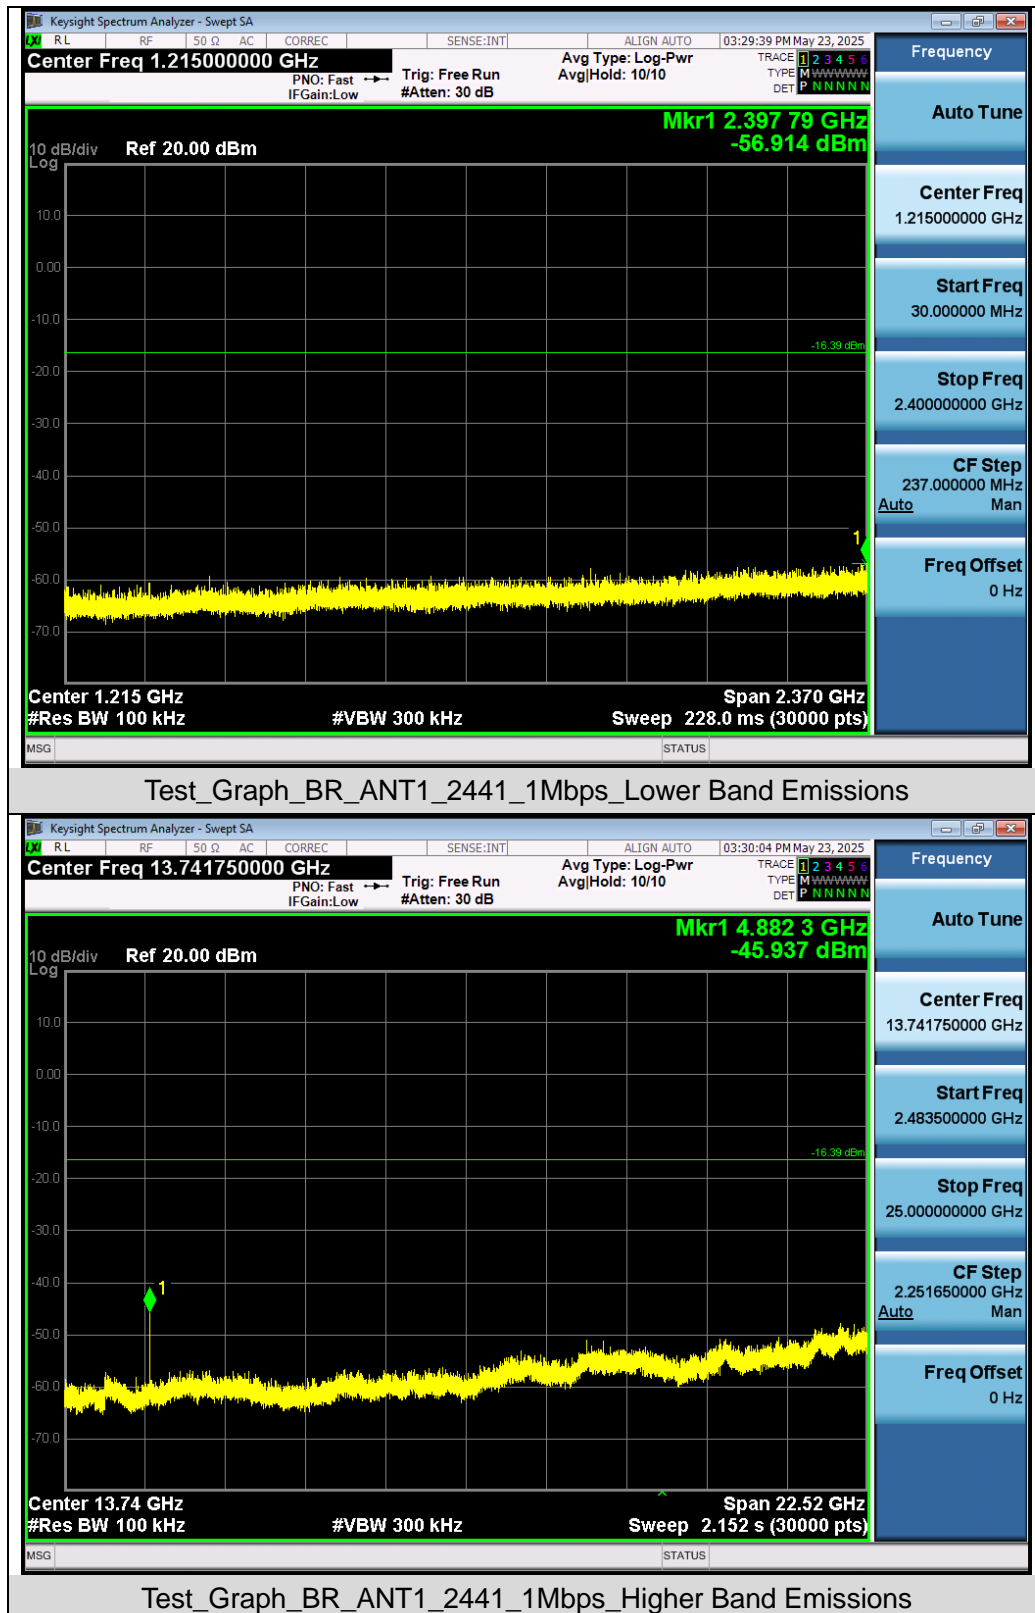 Keysight Spectrum Analyzer - Swept SA
LXI RL RF 50 Ω AC CORREC SENSE:INT ALIGN AUTO 03:29:39 PM May 23, 2025
Center Freq 1.215000000 GHz
PNO: Fast
IFGain:Low
Trig: Free Run
#Atten: 30 dB
Avg Type: Log-Pwr
Avg|Hold: 10/10
TRACE 1 2 3 4 5 6
TYPE M WWWWW
DET P N N N N N
Mkr1 2.397 79 GHz
-56.914 dBm
10 dB/div Ref 20.00 dBm
Log
10.0
0.00
-10.0
-16.39 dBm
-20.0
-30.0
-40.0
-50.0
1
-60.0
-70.0
Center 1.215 GHz Span 2.370 GHz
#Res BW 100 kHz #VBW 300 kHz Sweep 228.0 ms (30000 pts)
MSG STATUS
Frequency
Auto Tune
Center Freq
1.215000000 GHz
Start Freq
30.000000 MHz
Stop Freq
2.400000000 GHz
CF Step
237.000000 MHz
Auto Man
Freq Offset
0 Hz
Test_Graph_BR_ANT1_2441_1Mbps_Lower Band Emissions
Keysight Spectrum Analyzer - Swept SA
LXI RL RF 50 Ω AC CORREC SENSE:INT ALIGN AUTO 03:30:04 PM May 23, 2025
Center Freq 13.741750000 GHz
PNO: Fast
IFGain:Low
Trig: Free Run
#Atten: 30 dB
Avg Type: Log-Pwr
Avg|Hold: 10/10
TRACE 1 2 3 4 5 6
TYPE M WWWWW
DET P N N N N N
Mkr1 4.882 3 GHz
-45.937 dBm
10 dB/div Ref 20.00 dBm
Log
10.0
0.00
-10.0
-16.39 dBm
-20.0
-30.0
-40.0
1
-50.0
-60.0
-70.0
Center 13.74 GHz Span 22.52 GHz
#Res BW 100 kHz #VBW 300 kHz Sweep 2.152 s (30000 pts)
MSG STATUS
Frequency
Auto Tune
Center Freq
13.741750000 GHz
Start Freq
2.483500000 GHz
Stop Freq
25.000000000 GHz
CF Step
2.251650000 GHz
Auto Man
Freq Offset
0 Hz
Test_Graph_BR_ANT1_2441_1Mbps_Higher Band Emissions